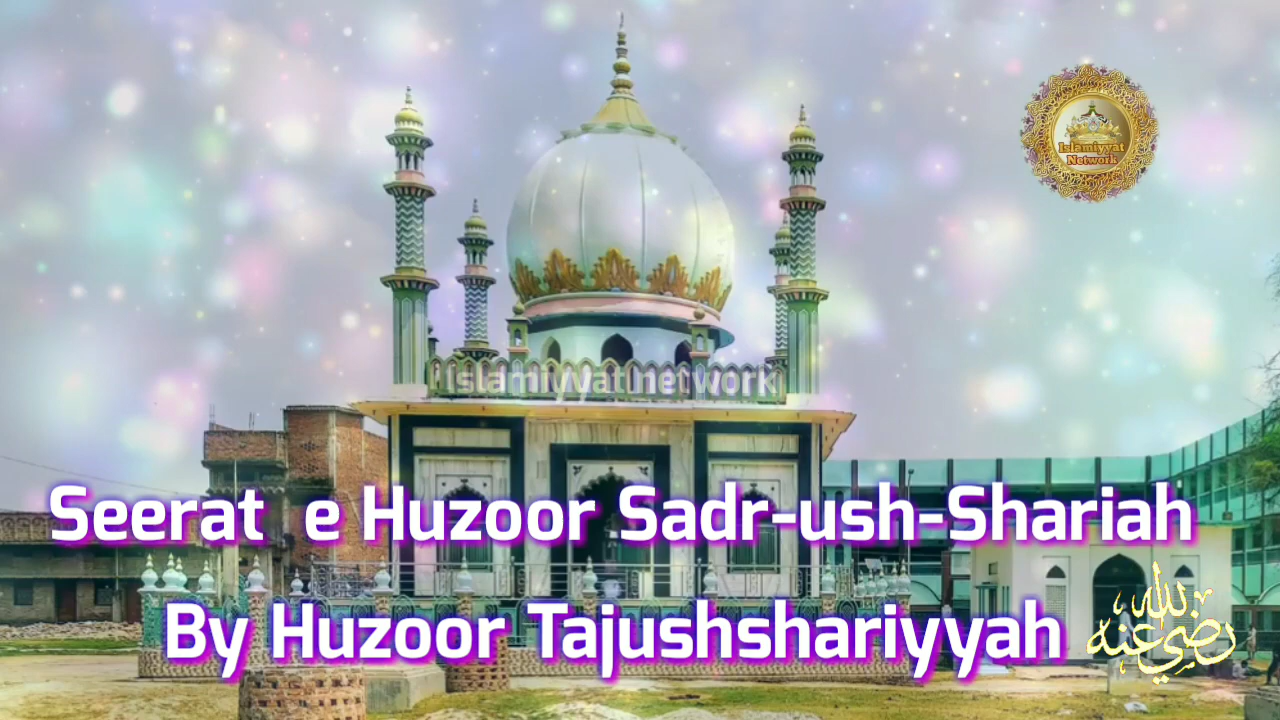 Islamiyyat
Network
Islamiyyat network
Seerat e Huzoor Sadr-ush-Shariah
By Huzoor Tajushshariyyah
رضي الله عنه